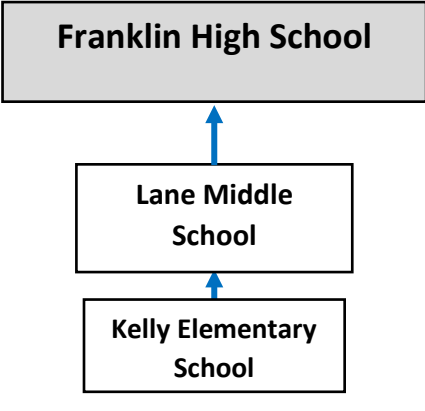 Franklin High School
Lane Middle
School
Kelly Elementary
School